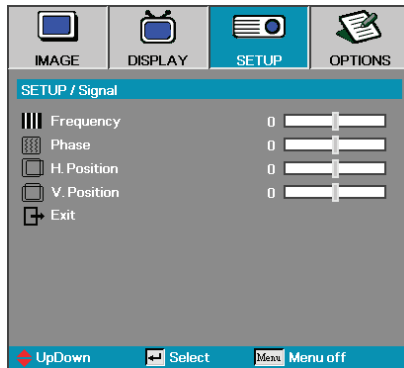 IMAGE DISPLAY SETUP OPTIONS
SETUP / Signal
Frequency 0
Phase 0
H. Position 0
V. Position 0
Exit
UpDown Select Menu Menu off